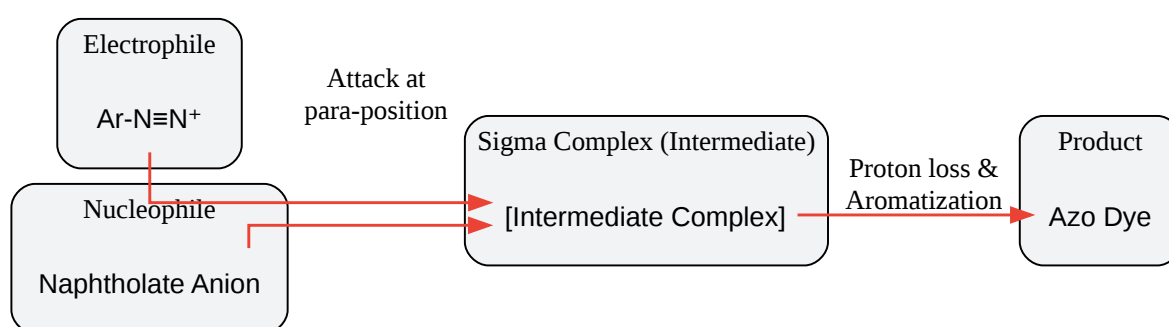 Electrophile
Ar-N≡N⁺
Nucleophile
Naphtholate Anion
Attack at
para-position
Sigma Complex (Intermediate)
[Intermediate Complex]
Proton loss &
Aromatization
Product
Azo Dye